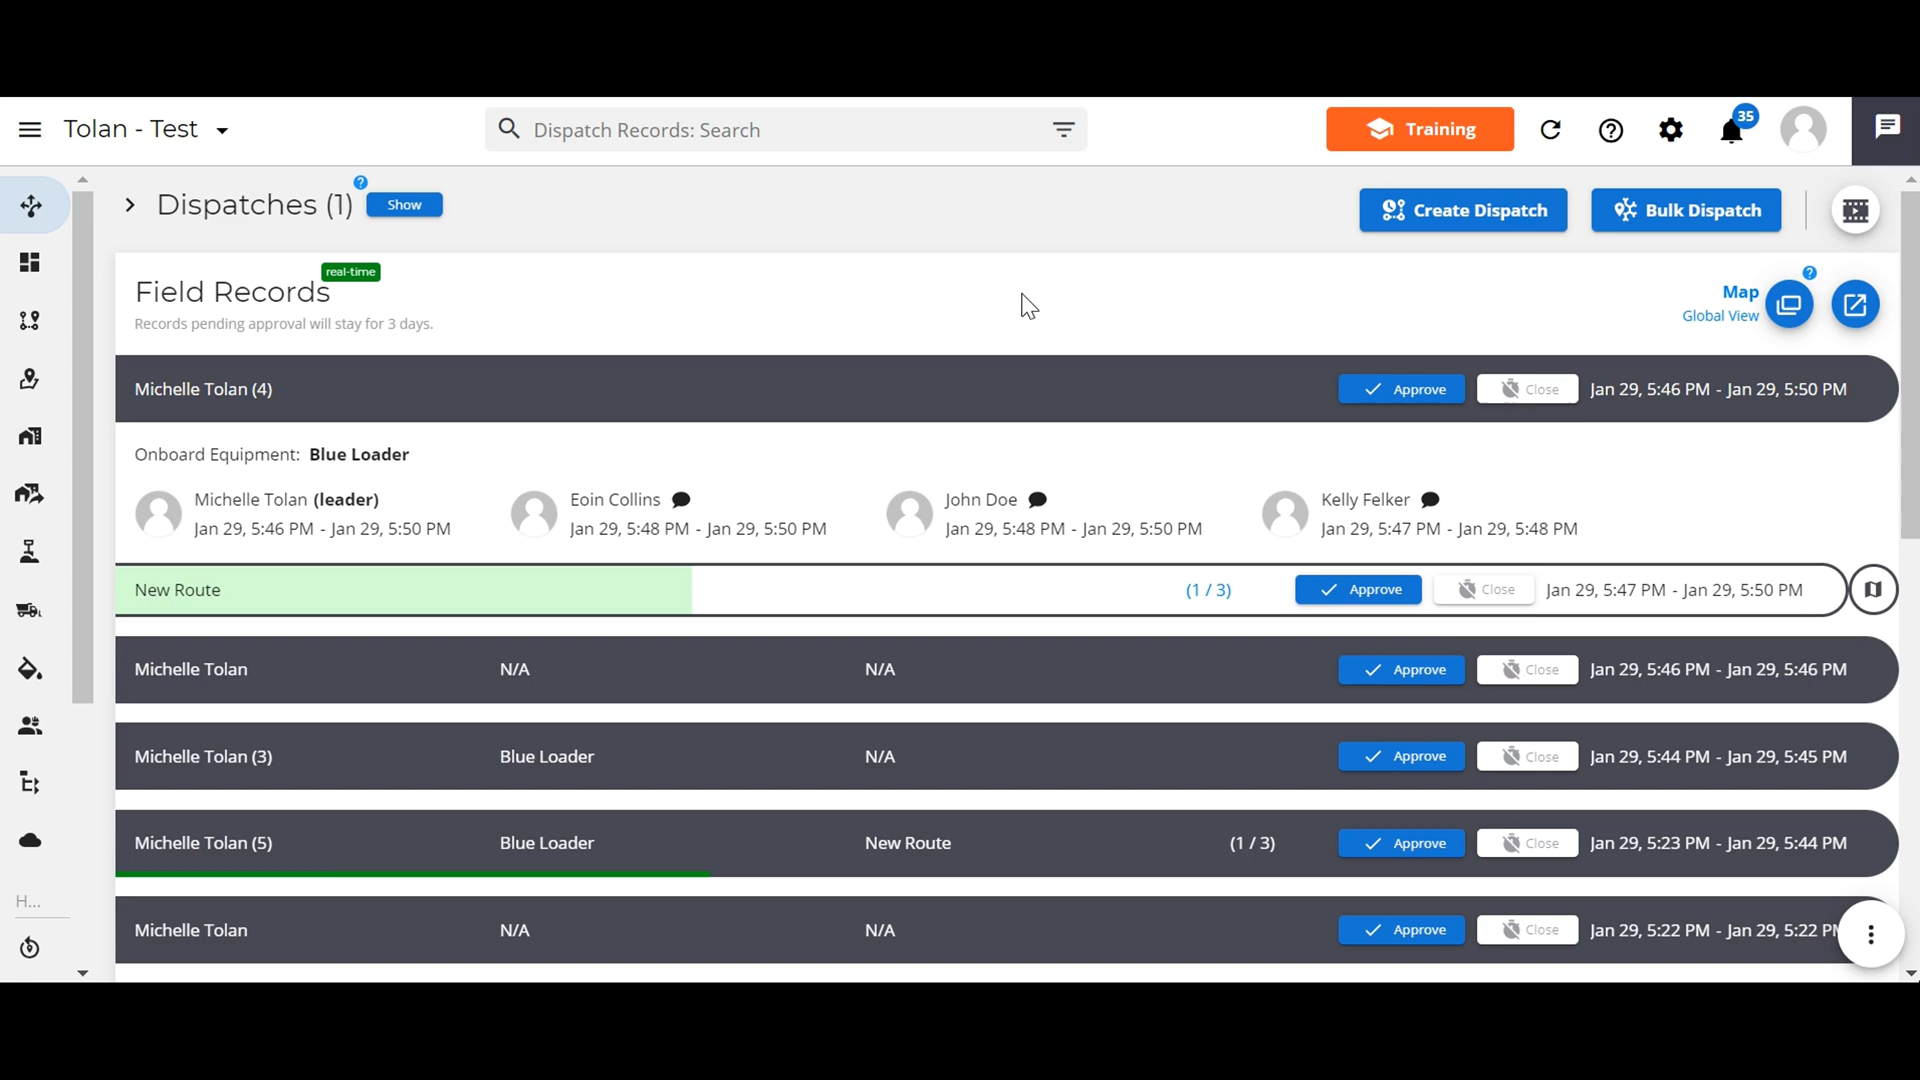 Tolan - Test
Dispatch Records: Search
Training
35
Dispatches (1)
?
Show
Create Dispatch
Bulk Dispatch
Field Records
real-time
Records pending approval will stay for 3 days.
Map
Global View
?
Michelle Tolan (4)
Approve
Close
Jan 29, 5:46 PM - Jan 29, 5:50 PM
Onboard Equipment: Blue Loader
Michelle Tolan (leader)
Jan 29, 5:46 PM - Jan 29, 5:50 PM
Eoin Collins
Jan 29, 5:48 PM - Jan 29, 5:50 PM
John Doe
Jan 29, 5:48 PM - Jan 29, 5:50 PM
Kelly Felker
Jan 29, 5:47 PM - Jan 29, 5:48 PM
New Route
(1 / 3)
Approve
Close
Jan 29, 5:47 PM - Jan 29, 5:50 PM
Michelle Tolan
N/A
N/A
Approve
Close
Jan 29, 5:46 PM - Jan 29, 5:46 PM
Michelle Tolan (3)
Blue Loader
N/A
Approve
Close
Jan 29, 5:44 PM - Jan 29, 5:45 PM
Michelle Tolan (5)
Blue Loader
New Route
(1 / 3)
Approve
Close
Jan 29, 5:23 PM - Jan 29, 5:44 PM
H...
Michelle Tolan
N/A
N/A
Approve
Close
Jan 29, 5:22 PM - Jan 29, 5:22